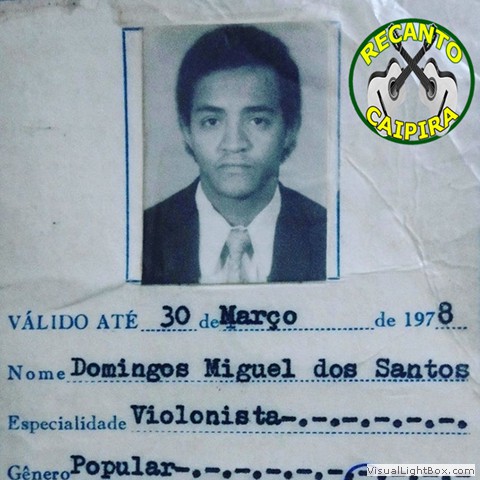 RECANTO
CAIPIRA
VÁLIDO ATÉ 30 de Março de 1978
Nome Domingos Miguel dos Santos
Especialidade Violonista-.-.-.-.-.-.
Gênero Popular-.-.-.-.-.-
VisualLightBox.com